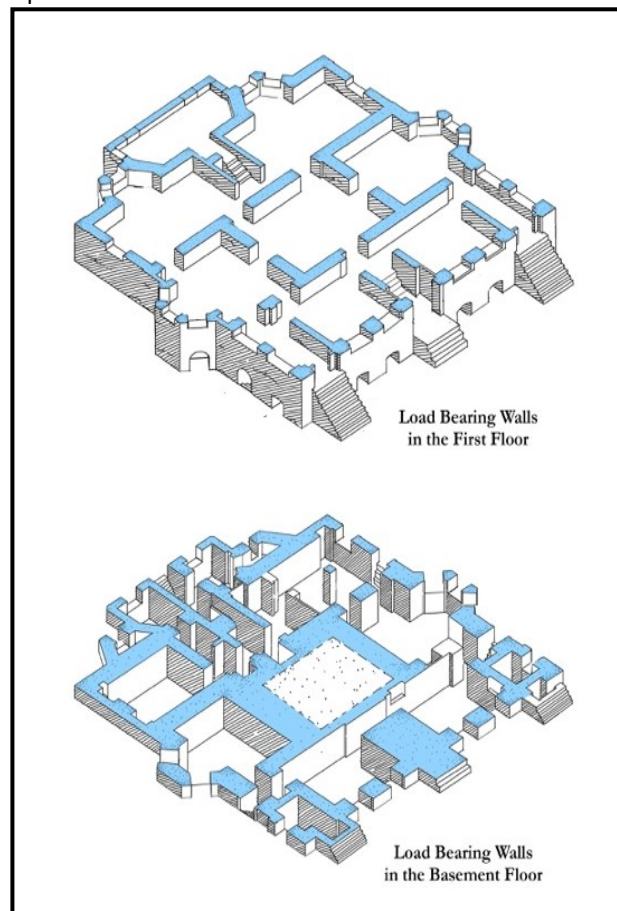 Load Bearing Walls
in the First Floor
Load Bearing Walls
in the Basement Floor